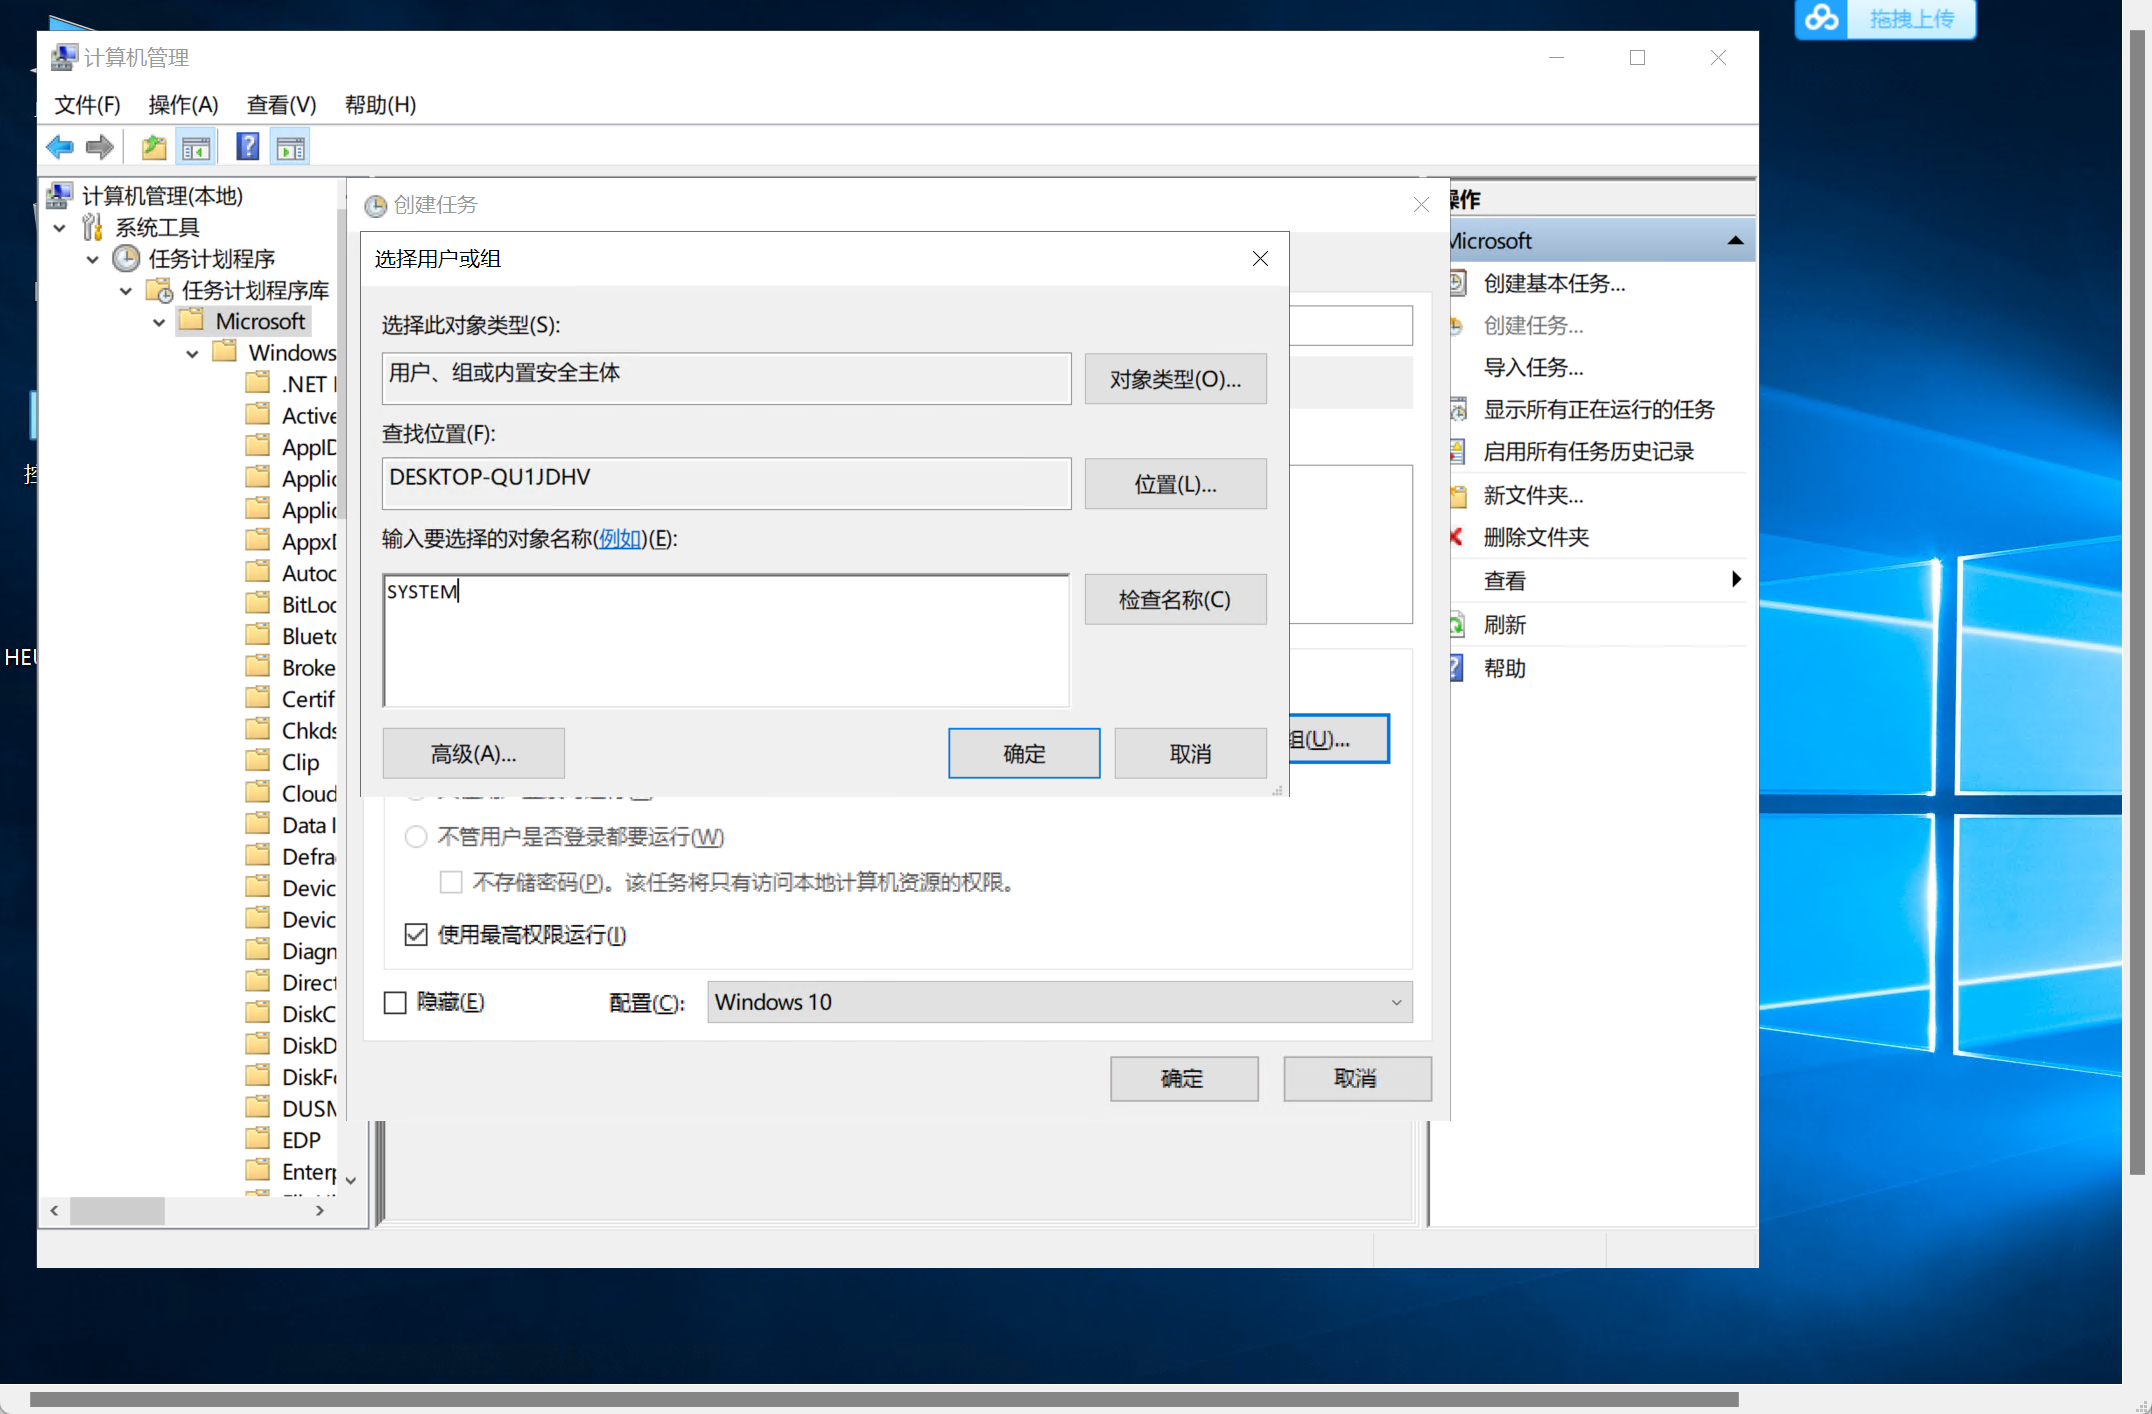 拖拽上传
计算机管理
文件(F) 操作(A) 查看(V) 帮助(H)
计算机管理(本地)
系统工具
任务计划程序
任务计划程序库
Microsoft
Windows
.NET
Active
AppID
Applic
Applic
Appx
Autoc
BitLoc
Blueto
Broke
Certif
Chkds
Clip
Cloud
Data I
Defra
Devic
Devic
Diagn
Direct
DiskC
DiskD
DiskFo
DUSM
EDP
Enterp
创建任务
选择用户或组
选择此对象类型(S):
用户、组或内置安全主体
对象类型(O)...
查找位置(F):
DESKTOP-QU1JDHV
位置(L)...
输入要选择的对象名称(例如)(E):
SYSTEM
检查名称(C)
高级(A)...
确定
取消
组(U)...
不管用户是否登录都要运行(W)
不存储密码(P)。该任务将只有访问本地计算机资源的权限。
使用最高权限运行(I)
隐藏(E)
配置(C):
Windows 10
确定
取消
操作
Microsoft
创建基本任务...
创建任务...
导入任务...
显示所有正在运行的任务
启用所有任务历史记录
新文件夹...
删除文件夹
查看
刷新
帮助
控
HEU